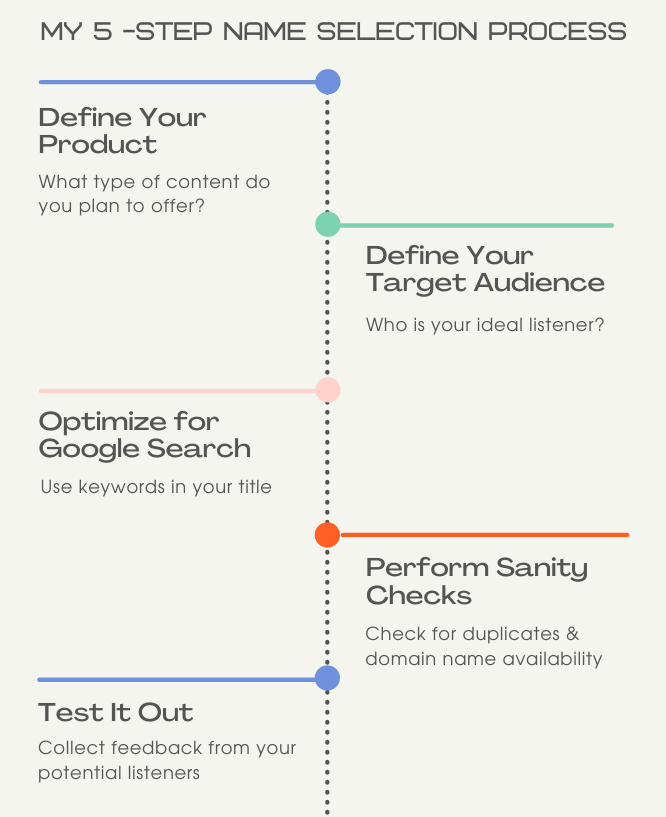 MY 5 -STEP NAME SELECTION PROCESS
Define Your
Product
What type of content do
you plan to offer?
Define Your
Target Audience
Who is your ideal listener?
Optimize for
Google Search
Use keywords in your title
Perform Sanity
Checks
Check for duplicates &
domain name availability
Test It Out
Collect feedback from your
potential listeners